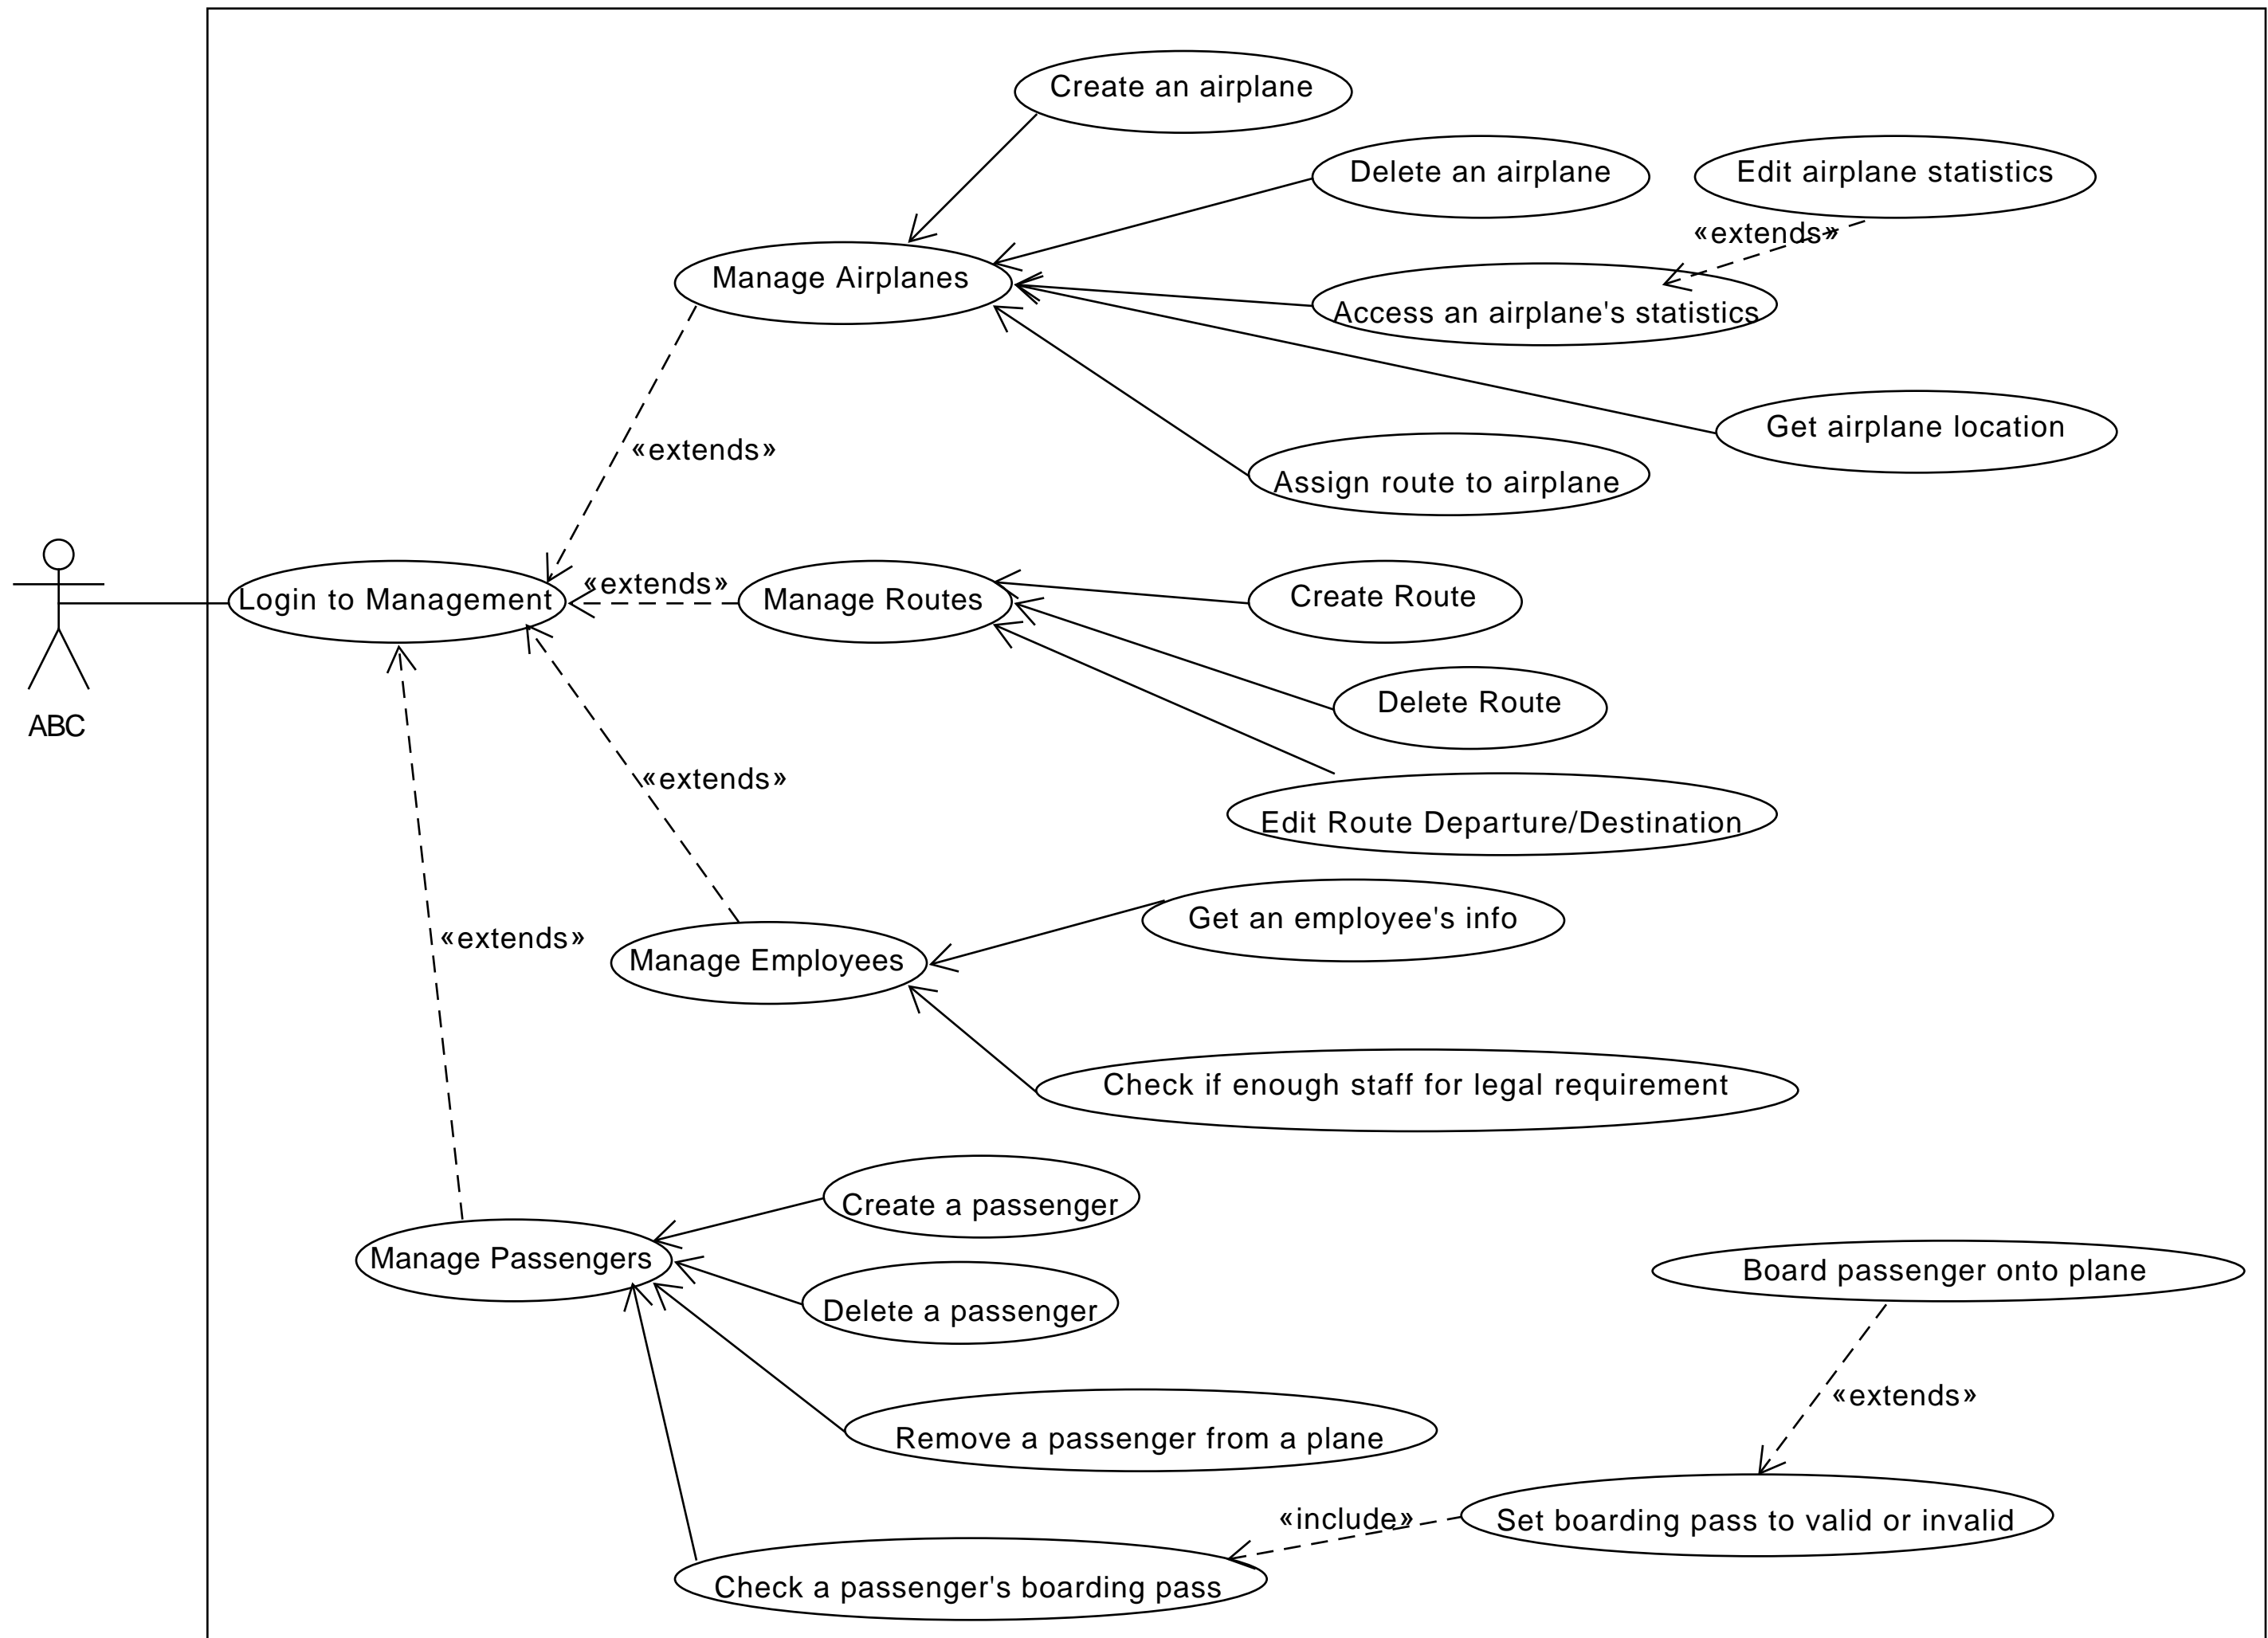 Create an airplane
Delete an airplane
Edit airplane statistics
«extends»
Manage Airplanes
Access an airplane's statistics
Get airplane location
«extends»
Assign route to airplane
«extends»
Login to Management
Manage Routes
Create Route
Delete Route
ABC
«extends»
Edit Route Departure/Destination
Get an employee's info
«extends»
Manage Employees
Check if enough staff for legal requirement
Create a passenger
Manage Passengers
Board passenger onto plane
Delete a passenger
«extends»
Remove a passenger from a plane
«include»
Set boarding pass to valid or invalid
Check a passenger's boarding pass